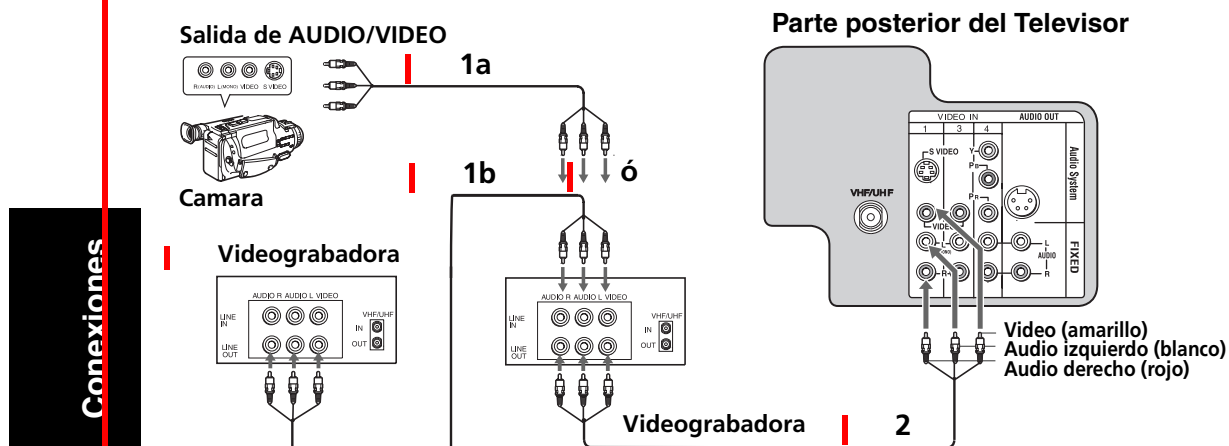 Salida de AUDIO/VIDEO
Parte posterior del Televisor
1a
R(AUDIO) L(MONO) VIDEO S VIDEO
VIDEO IN
AUDIO OUT
1 3 4
S VIDEO
Y
PB
PR
VIDEO
L
(MONO)
R
Audio System
FIXED
L
AUDIO
R
VHF/UHF
1b
ó
Camara
Conexiones
Videograbadora
AUDIO R AUDIO L VIDEO
LINE IN
LINE OUT
VHF/UHF
IN
OUT
AUDIO R AUDIO L VIDEO
LINE IN
LINE OUT
VHF/UHF
IN
OUT
Video (amarillo)
Audio izquierdo (blanco)
Audio derecho (rojo)
Videograbadora
2